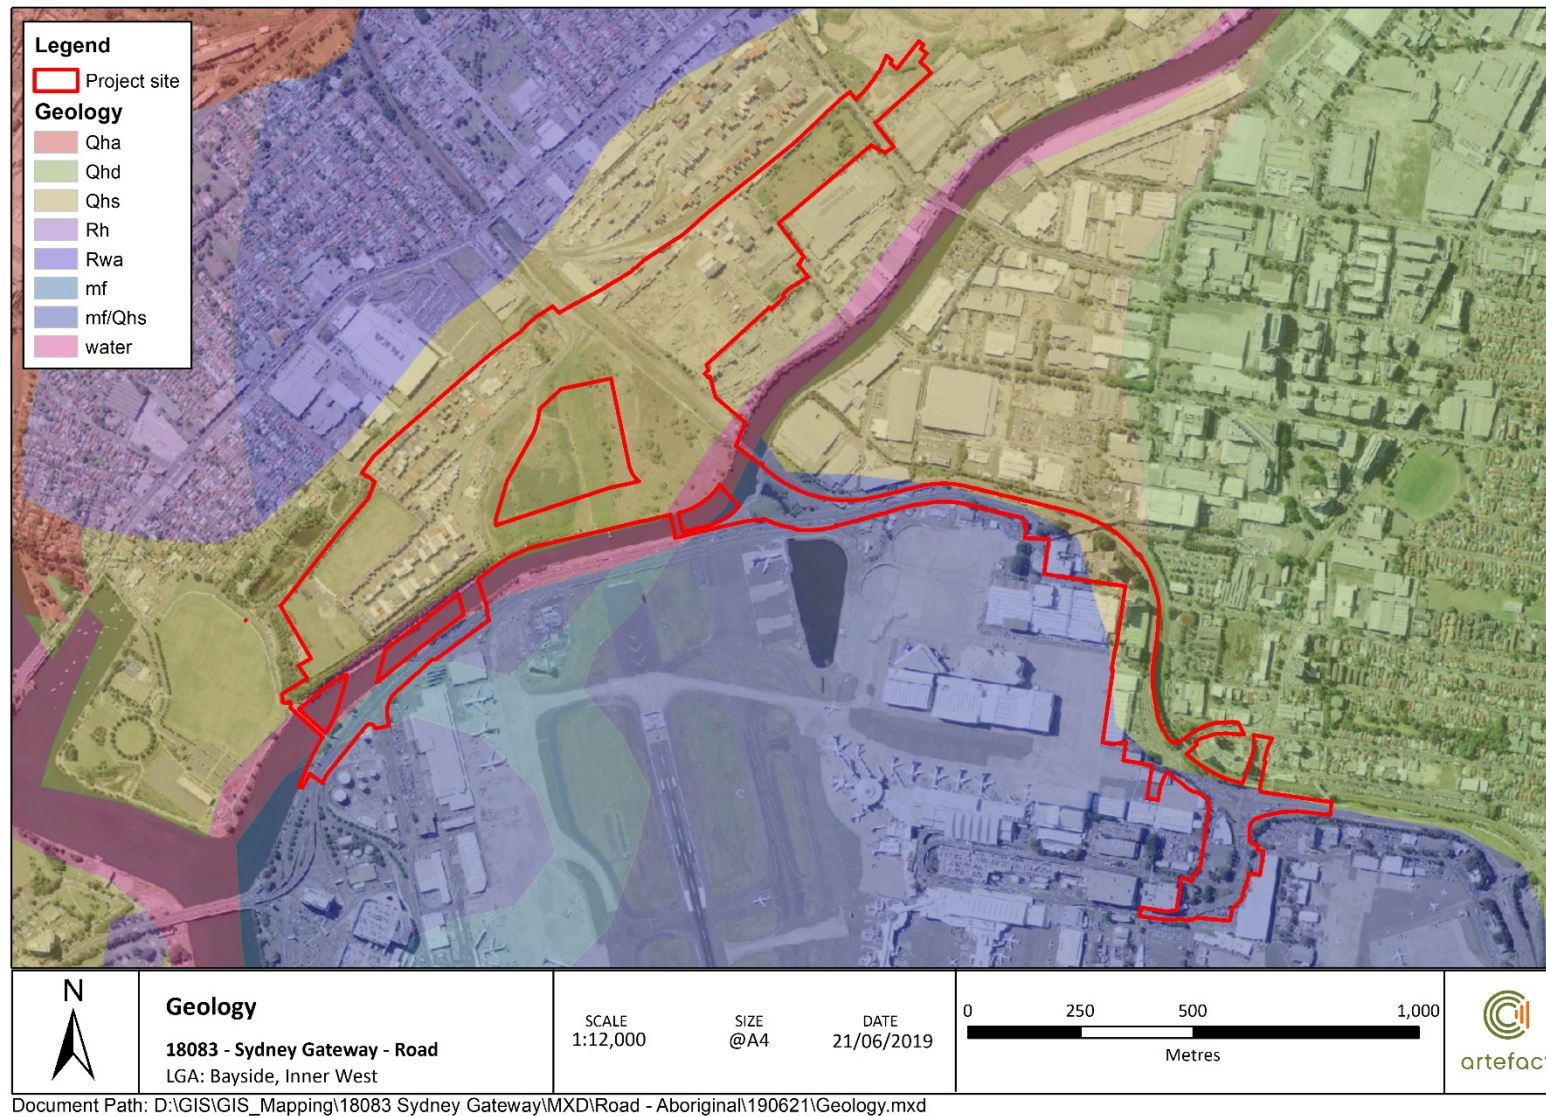 Legend
Project site
Geology
Qha
Qhd
Qhs
Rh
Rwa
mf
mf/Qhs
water
N
Geology
18083 - Sydney Gateway - Road
LGA: Bayside, Inner West
SCALE
1:12,000
SIZE
@A4
DATE
21/06/2019
0 250 500 1,000
Metres
artefact
Document Path: D:\GIS\GIS_Mapping\18083 Sydney Gateway\MXD\Road - Aboriginal\190621\Geology.mxd